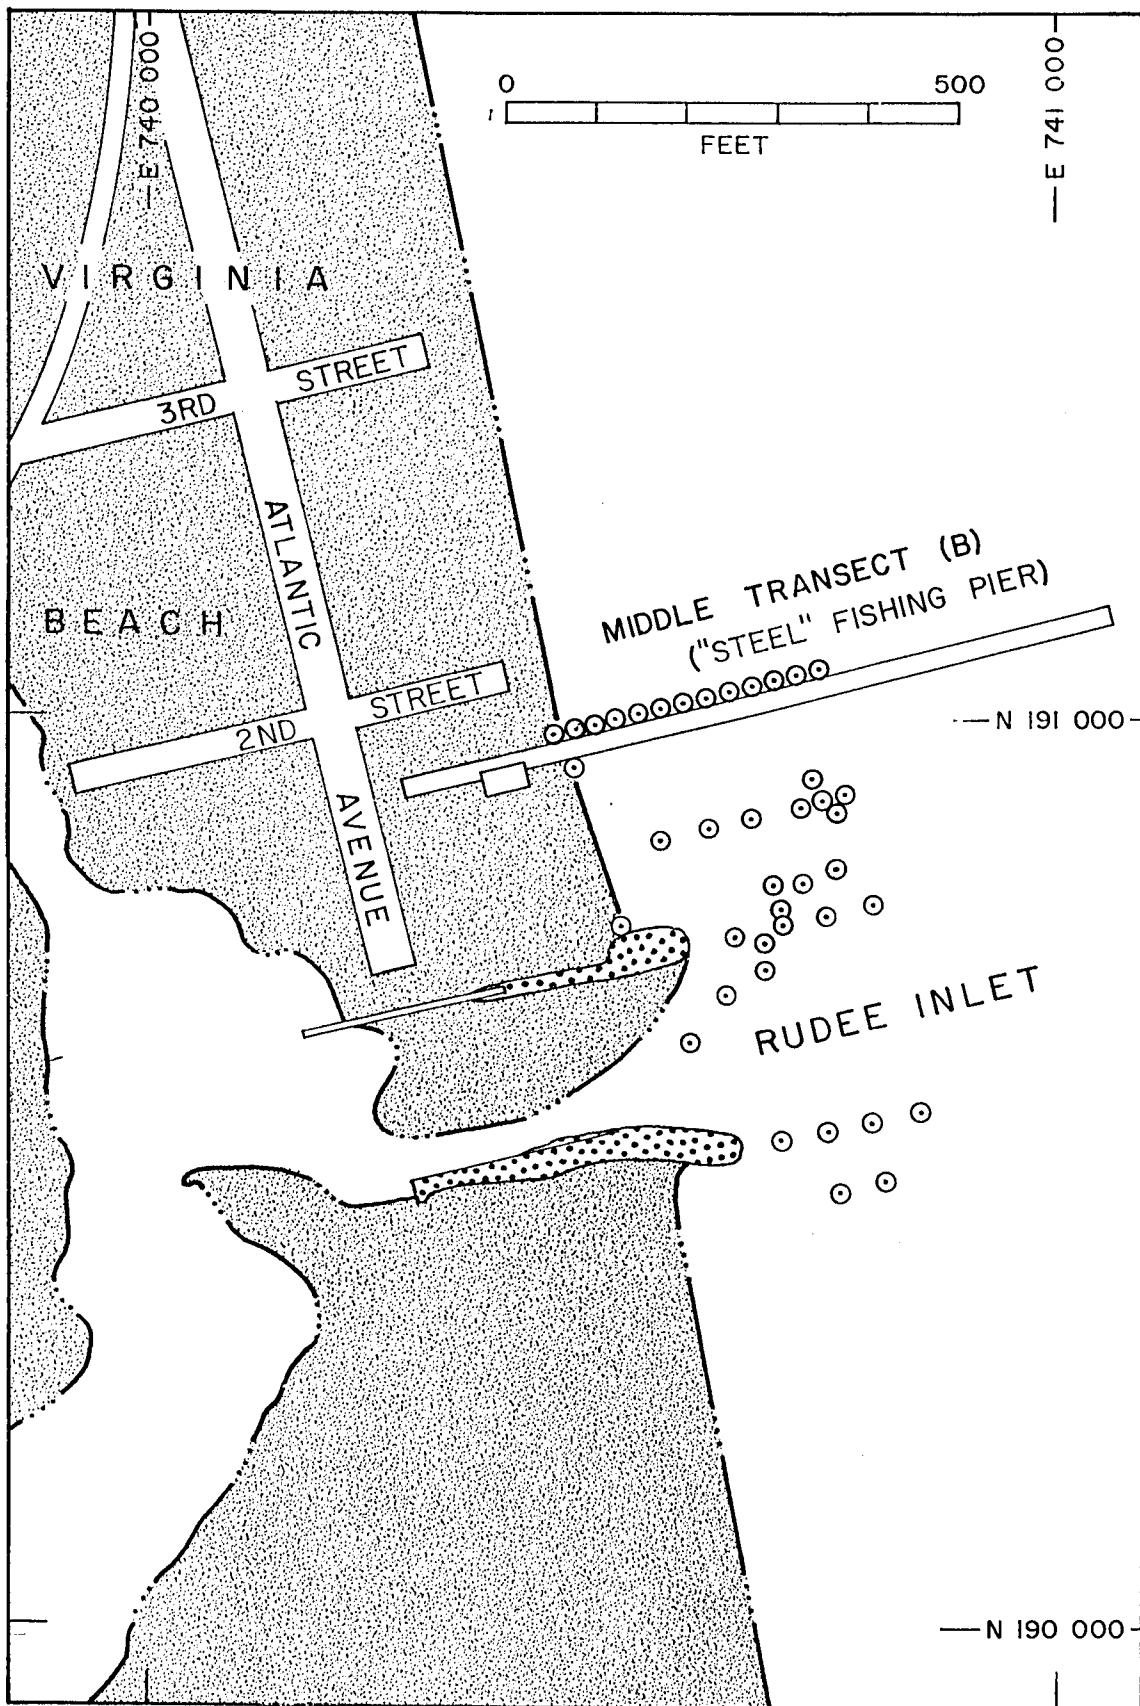 E 740 000
0 500
FEET
E 741 000
VIRGINIA
3RD STREET
ATLANTIC AVENUE
BEACH
MIDDLE TRANSECT (B)
("STEEL" FISHING PIER)
2ND STREET
N 191 000
RUDEE INLET
N 190 000